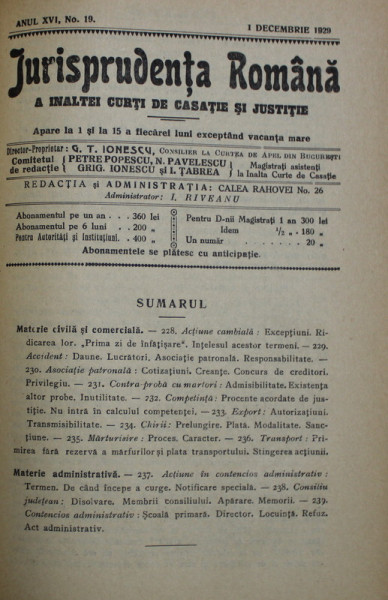 ANUL XVI, No. 19.
1 DECEMBRIE 1929
Jurisprudența Română
A INALTEI CURȚI DE CASAȚIE ȘI JUSTIȚIE
Apare la 1 și la 15 a fiecărei luni exceptând vacanța mare
Director-Proprietar: G. T. IONESCU, CONSILIER LA CURTEA DE APEL DIN BUCUREȘTI
Comitetul de redacție { PETRE POPESCU, N. PAVELESCU GRIG. IONESCU și I. ȚABREA } Magistrați asistenți la Inalta Curte de Casație
REDACȚIA și ADMINISTRAȚIA: CALEA RAHOVEI No. 26
Administrator: I. RIVEANU
Abonamentul pe un an . . . 360 lei
Abonamentul pe 6 luni . . . 200 „
Pentru Autorități și Instituțiuni. . 400 „
Pentru D-nii Magistrați 1 an 300 lei
Idem ½ „ . 180 „
Un număr . . . . . 20 „
Abonamentele se plătesc cu anticipație.
SUMARUL
Materie civilă și comercială. — 228. Acțiune cambială: Excepțiuni. Ri-
dicarea lor. „Prima zi de înfățișare". Ințelesul acestor termeni. — 229.
Accident: Daune. Lucrători. Asociație patronală. Responsabilitate. —
230. Asociație patronală: Cotizațiuni. Creanțe. Concurs de creditori.
Privilegiu. — 231. Contra-probă cu martori: Admisibilitate. Existența
altor probe. Inutilitate. — 232. Competință: Procente acordate de jus-
tiție. Nu intră în calculul competenței. — 233. Export: Autorizațiuni.
Transmisibilitate. — 234. Chirii: Prelungire. Plată. Modalitate. Sanc-
țiune. — 235. Mărturisire: Proces. Caracter. — 236. Transport: Pri-
mirea fără rezervă a mărfurilor și plata transportului. Stingerea acțiunii.
Materie administrativă. — 237. Acțiune în contencios administrativ:
Termen. De când începe a curge. Notificare specială. — 238. Consiliu
județean: Disolvare. Membrii consiliului. Apărare. Memorii. — 239.
Contencios administrativ: Școală primară. Director. Locuință. Refuz.
Act administrativ.